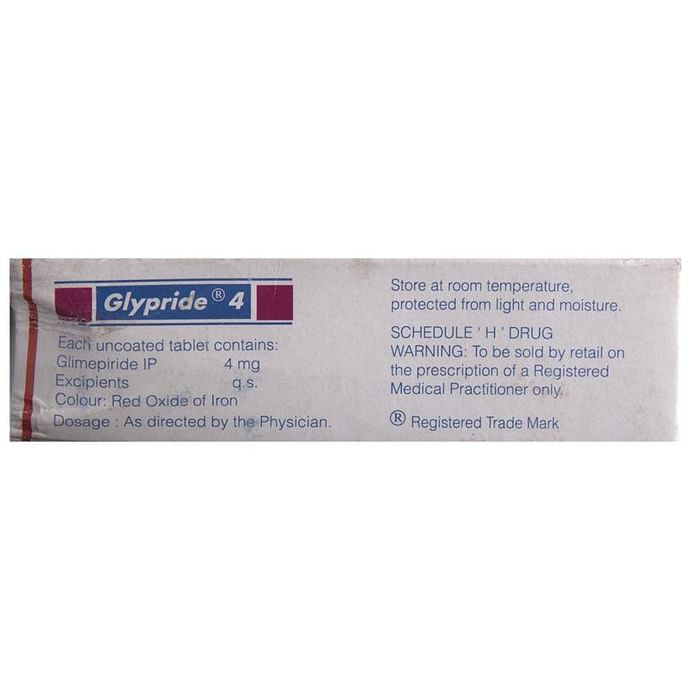 Glypride® 4
Each uncoated tablet contains:
Glimepiride IP 4 mg
Excipients q.s.
Colour: Red Oxide of Iron
Dosage : As directed by the Physician.
Store at room temperature,
protected from light and moisture.
SCHEDULE ' H ' DRUG
WARNING: To be sold by retail on
the prescription of a Registered
Medical Practitioner only.
® Registered Trade Mark